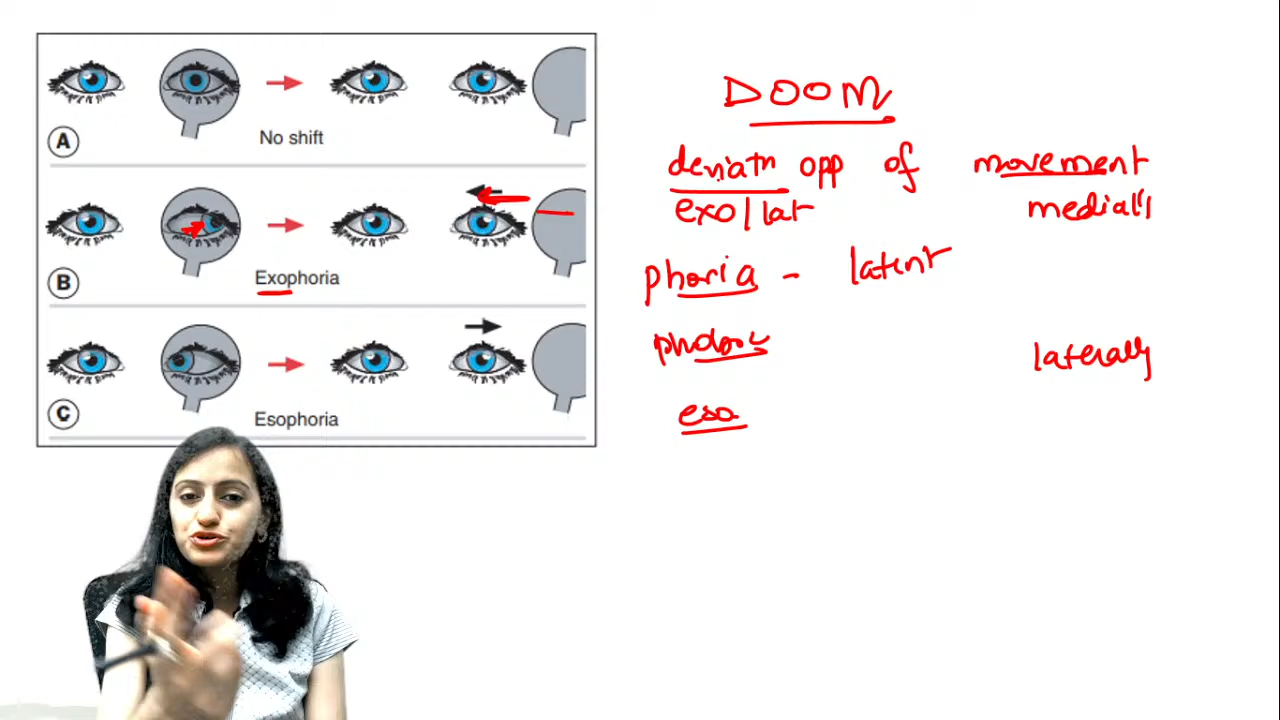 A
No shift
B
Exophoria
C
Esophoria
DOOM
deviatn opp of movement
exo/lat medially
phoria - latent
laterally
eso